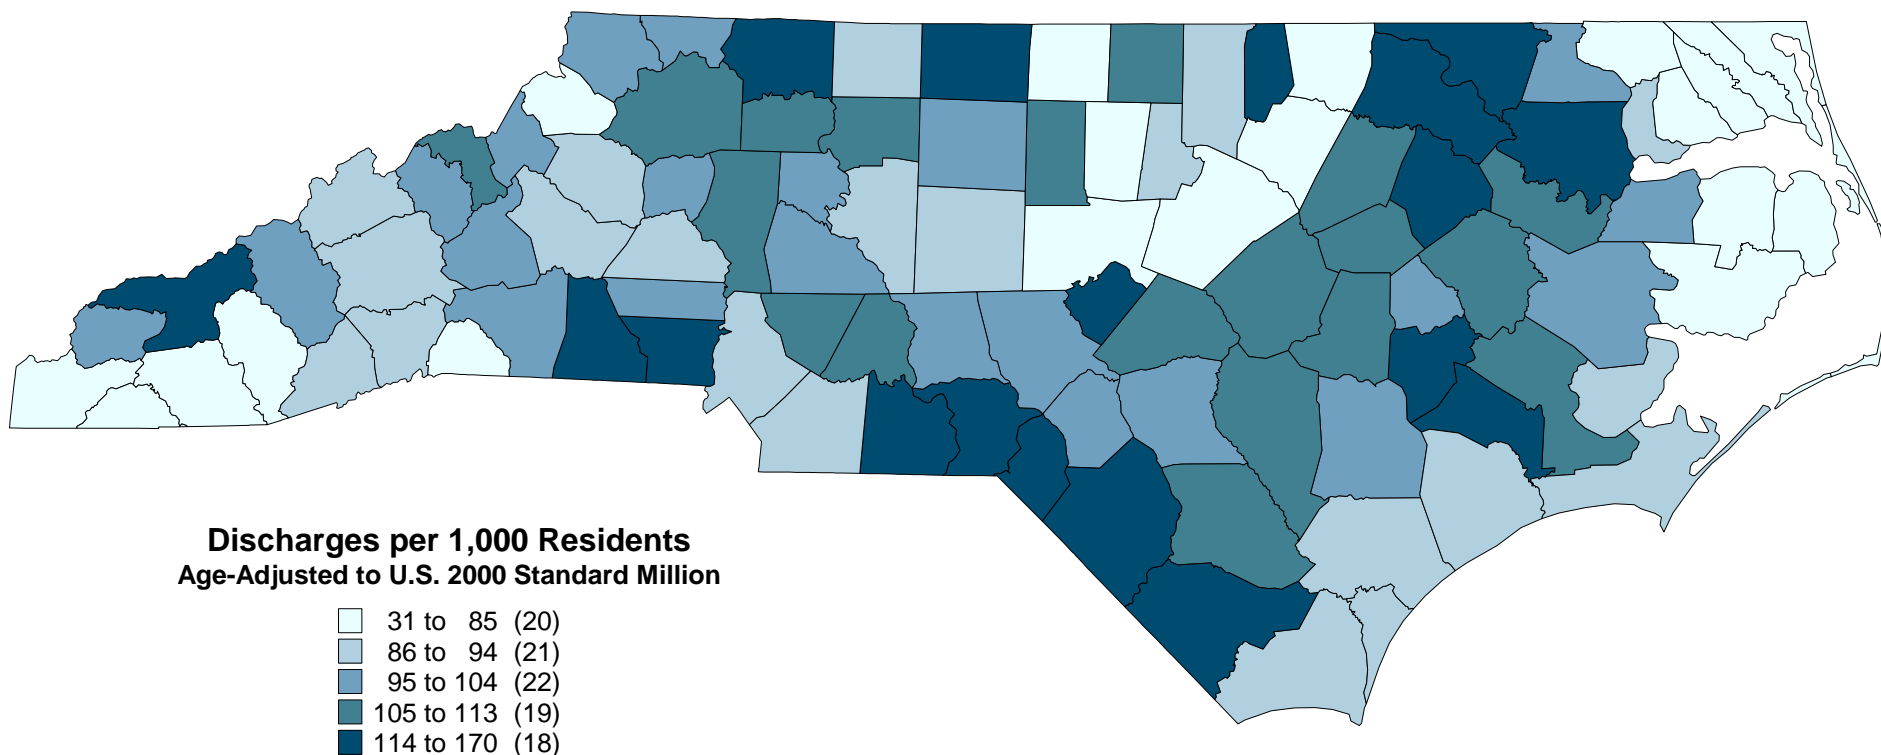 Discharges per 1,000 Residents
Age-Adjusted to U.S. 2000 Standard Million
31 to 85 (20)
86 to 94 (21)
95 to 104 (22)
105 to 113 (19)
114 to 170 (18)